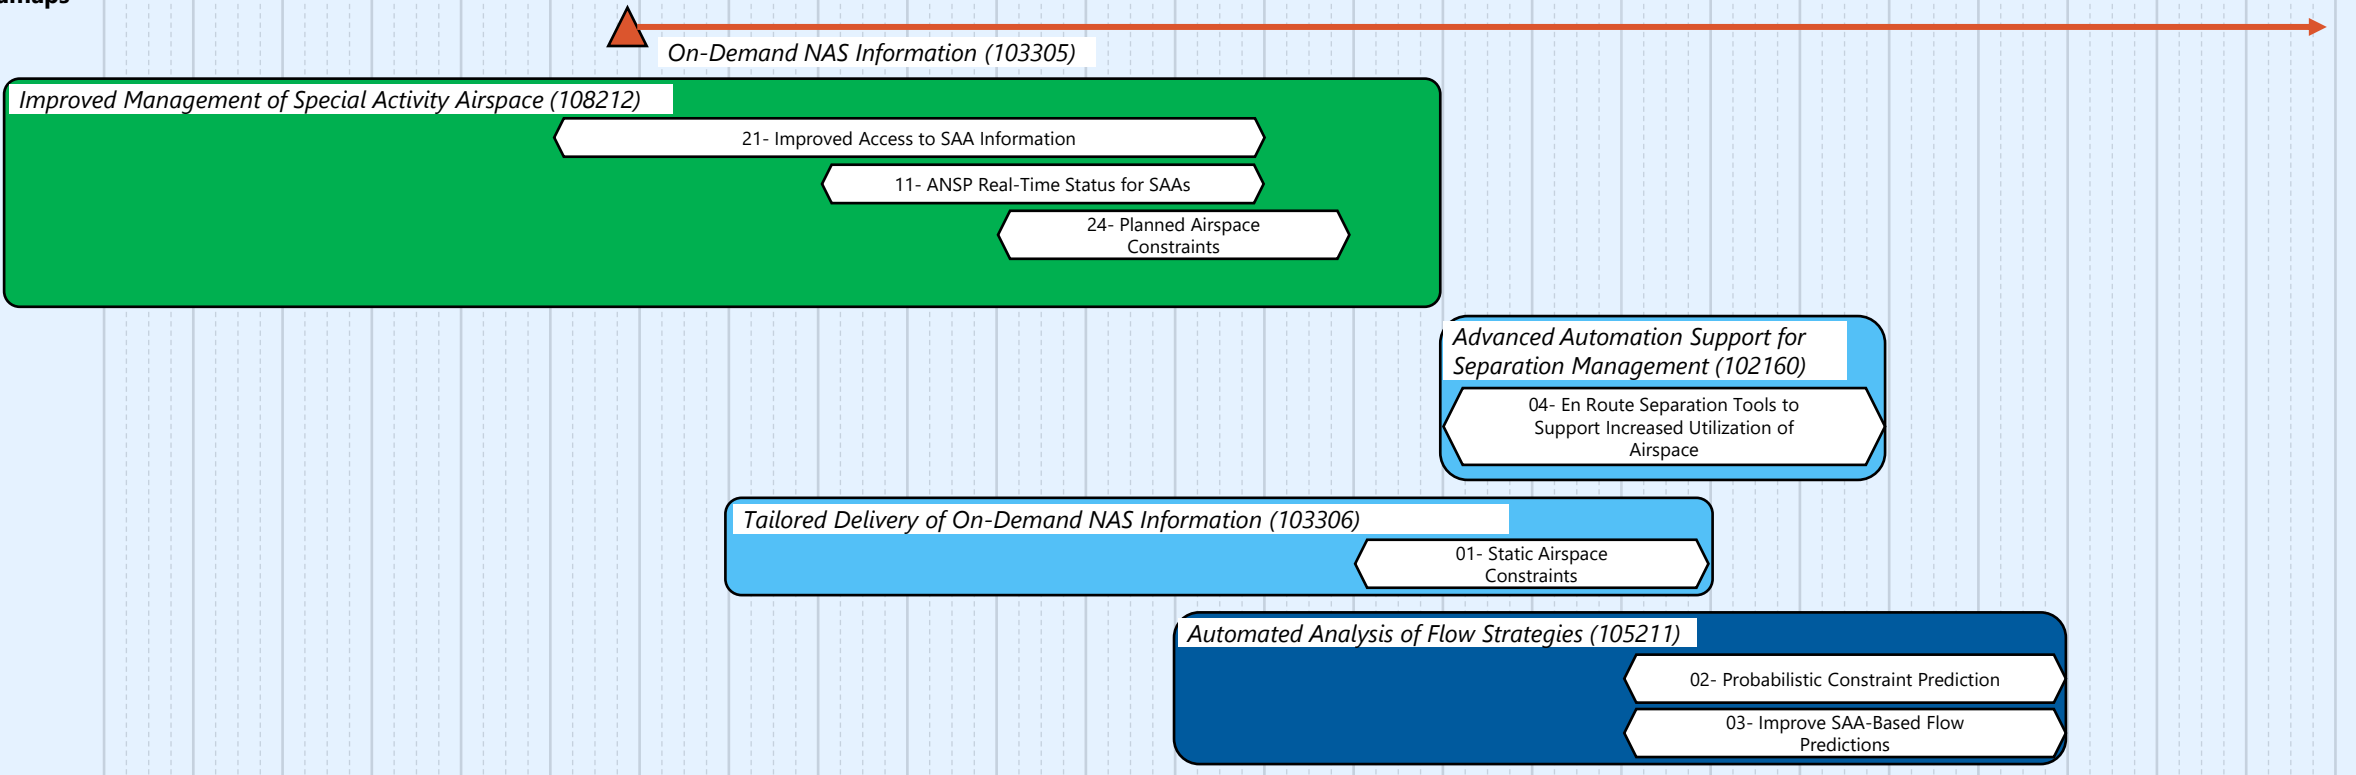 On-Demand NAS Information (103305)
Improved Management of Special Activity Airspace (108212)
21- Improved Access to SAA Information
11- ANSP Real-Time Status for SAAs
24- Planned Airspace
Constraints
Advanced Automation Support for
Separation Management (102160)
04- En Route Separation Tools to
Support Increased Utilization of
Airspace
Tailored Delivery of On-Demand NAS Information (103306)
01- Static Airspace
Constraints
Automated Analysis of Flow Strategies (105211)
02- Probabilistic Constraint Prediction
03- Improve SAA-Based Flow
Predictions